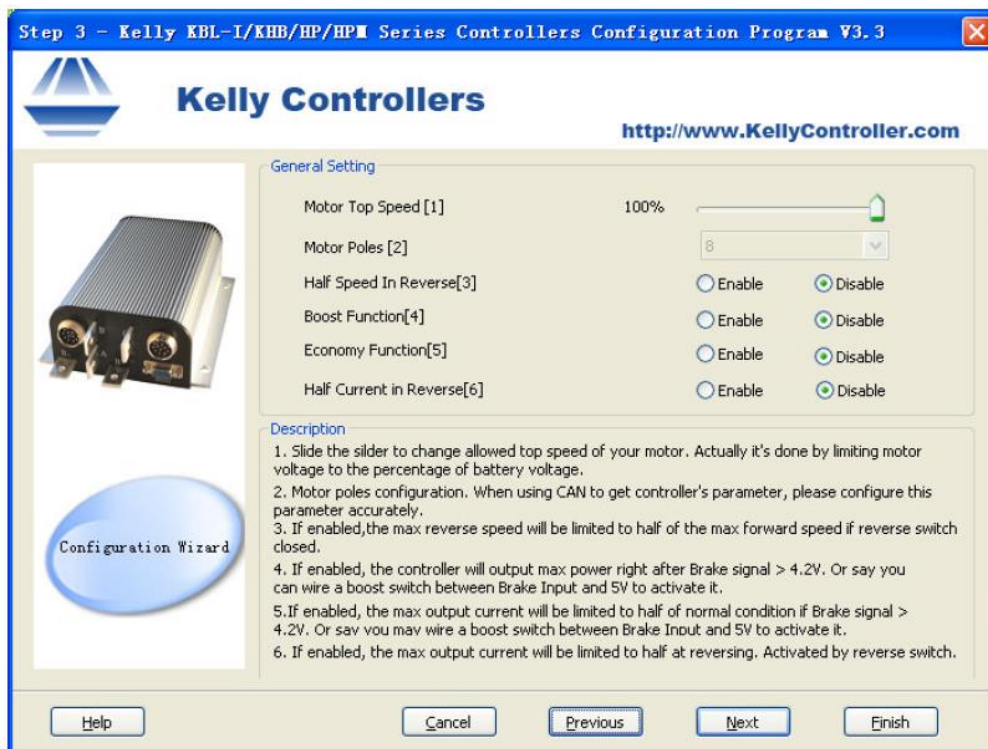 Step 3 - Kelly KBL-I/KHB/HP/HPM Series Controllers Configuration Program V3.3
Kelly Controllers
http://www.KellyController.com
General Setting
Motor Top Speed [1] 100%
Motor Poles [2] 8
Half Speed In Reverse[3] Enable Disable
Boost Function[4] Enable Disable
Economy Function[5] Enable Disable
Half Current in Reverse[6] Enable Disable
Description
1. Slide the silder to change allowed top speed of your motor. Actually it's done by limiting motor
voltage to the percentage of battery voltage.
2. Motor poles configuration. When using CAN to get controller's parameter, please configure this
parameter accurately.
3. If enabled,the max reverse speed will be limited to half of the max forward speed if reverse switch
closed.
4. If enabled, the controller will output max power right after Brake signal > 4.2V. Or say you
can wire a boost switch between Brake Input and 5V to activate it.
5.If enabled, the max output current will be limited to half of normal condition if Brake signal >
4.2V. Or say you may wire a boost switch between Brake Input and 5V to activate it.
6. If enabled, the max output current will be limited to half at reversing. Activated by reverse switch.
Configuration Wizard
Help Cancel Previous Next Finish